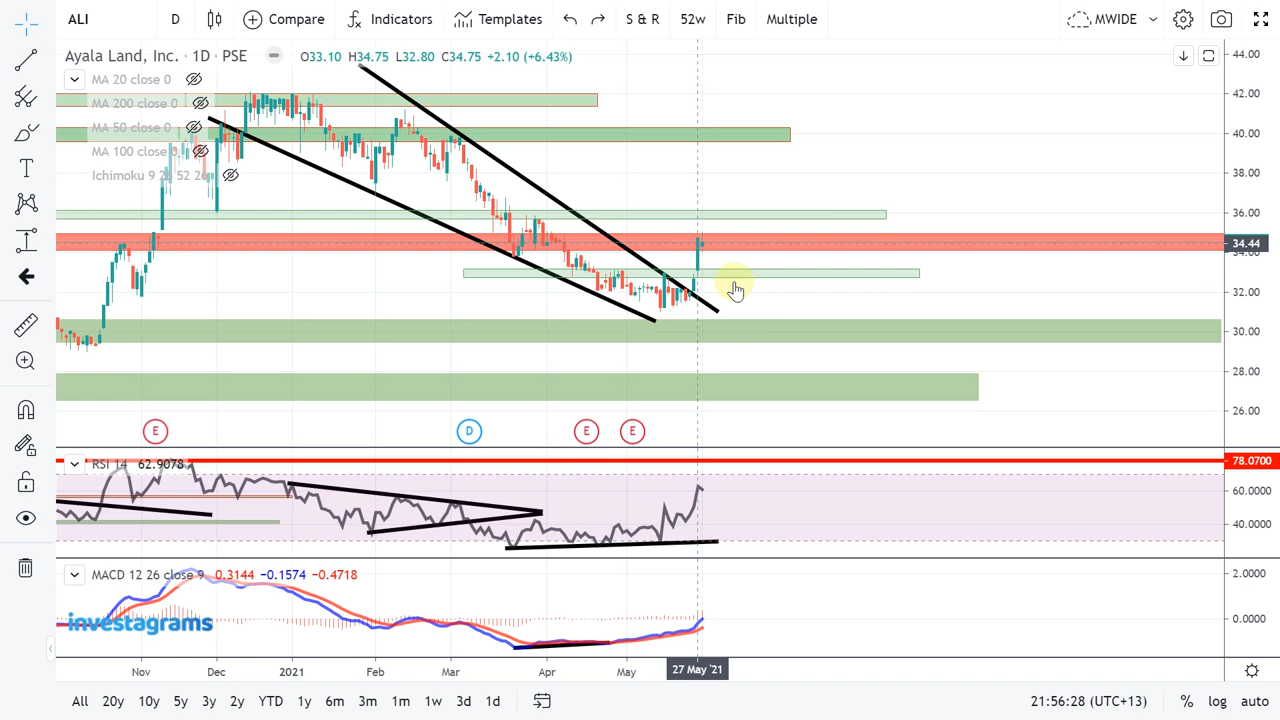 ALI D Compare Indicators Templates S & R 52w Fib Multiple MWIDE
Ayala Land, Inc. · 1D · PSE O33.10 H34.75 L32.80 C34.75 +2.10 (+6.43%)
MA 20 close 0
MA 200 close 0
MA 50 close 0
MA 100 close 0
Ichimoku 9 26 52 26
44.00
42.00
40.00
38.00
36.00
34.44
34.00
32.00
30.00
28.00
26.00
E D E E
RSI 14 62.9078
78.0700
60.0000
40.0000
MACD 12 26 close 9 0.3144 −0.1574 −0.4718
2.0000
0.0000
investagrams
Nov Dec 2021 Feb Mar Apr May 27 May '21
All 20y 10y 5y 3y 2y YTD 1y 6m 3m 1m 1w 3d 1d 21:56:28 (UTC+13) % log auto